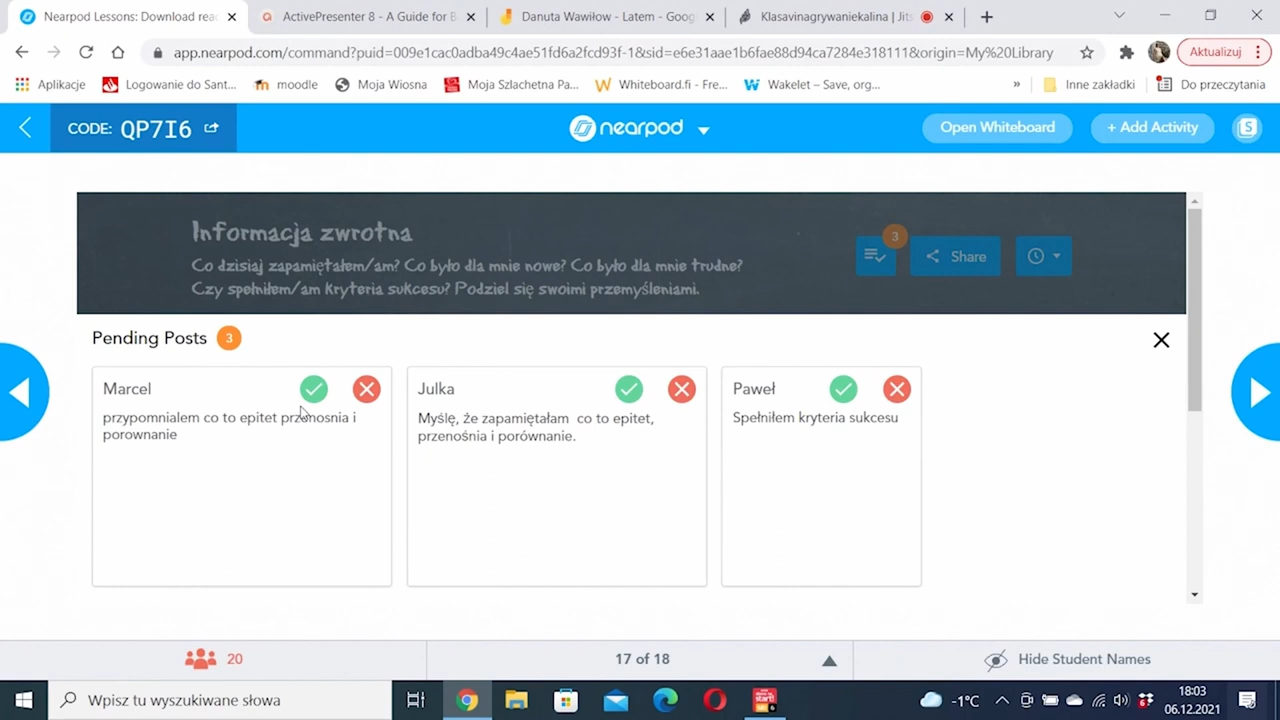 Nearpod Lessons: Download rea
ActivePresenter 8 - A Guide for B
Danuta Wawiłow - Latem - Goog
Klasavinagrywaniekalina | Jits
app.nearpod.com/command?puid=009e1cac0adba49c4ae51fd6a2fcd93f-1&sid=e6e31aae1b6fae88d94ca7284e318111&origin=My%20Library
Aktualizuj
Aplikacje
Logowanie do Sant...
moodle
Moja Wiosna
Moja Szlachetna Pa...
Whiteboard.fi - Fre...
Wakelet – Save, org...
»
Inne zakładki
Do przeczytania
CODE: QP7I6
nearpod
Open Whiteboard
+ Add Activity
S
Informacja zwrotna
Co dzisiaj zapamiętałem/am? Co było dla mnie nowe? Co było dla mnie trudne?
Czy spełniłem/am kryteria sukcesu? Podziel się swoimi przemyśleniami.
3
Share
Pending Posts 3
Marcel
przypomnialem co to epitet przenosnia i
porownanie
Julka
Myślę, że zapamiętałam co to epitet,
przenośnia i porównanie.
Paweł
Spełniłem kryteria sukcesu
20
17 of 18
Hide Student Names
Wpisz tu wyszukiwane słowa
-1°C
18:03
06.12.2021